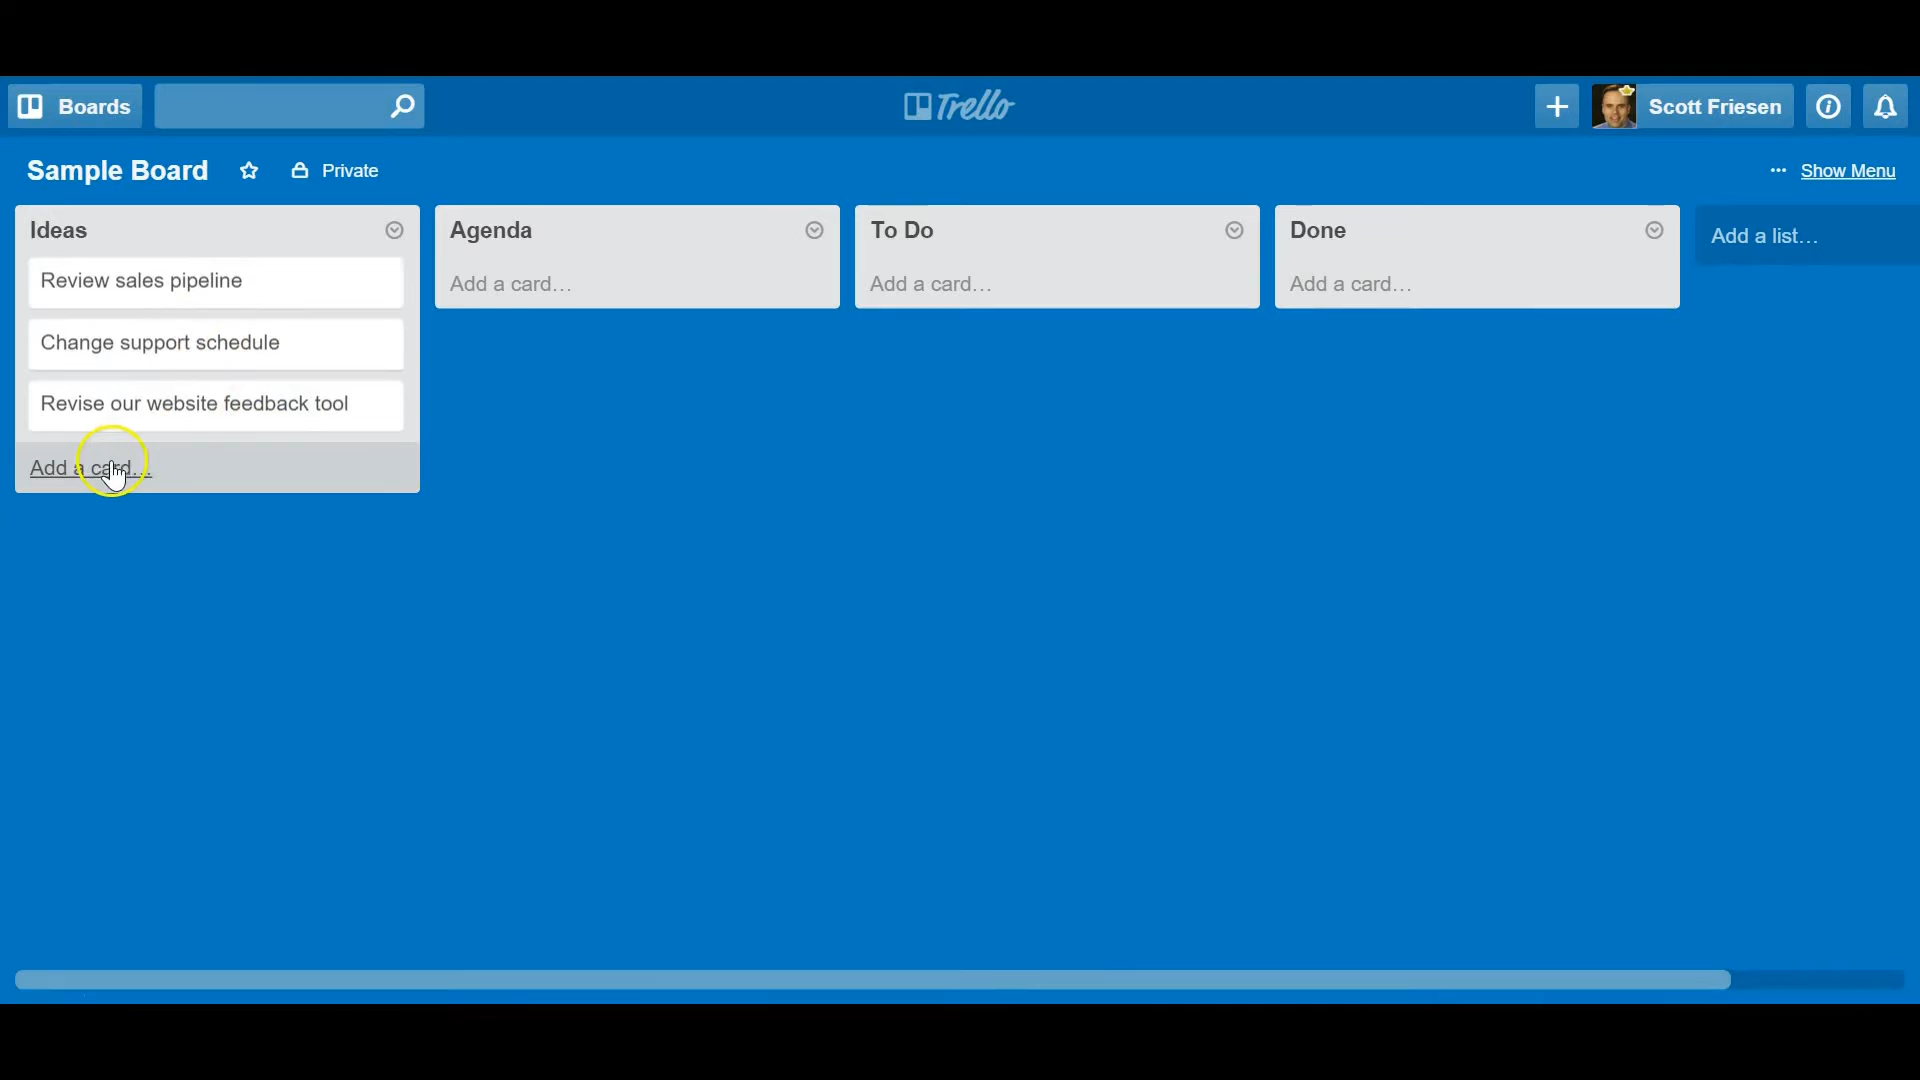 Boards
Trello
Scott Friesen
Sample Board
Private
Show Menu
Ideas
Review sales pipeline
Change support schedule
Revise our website feedback tool
Add a card...
Agenda
Add a card...
To Do
Add a card...
Done
Add a card...
Add a list...